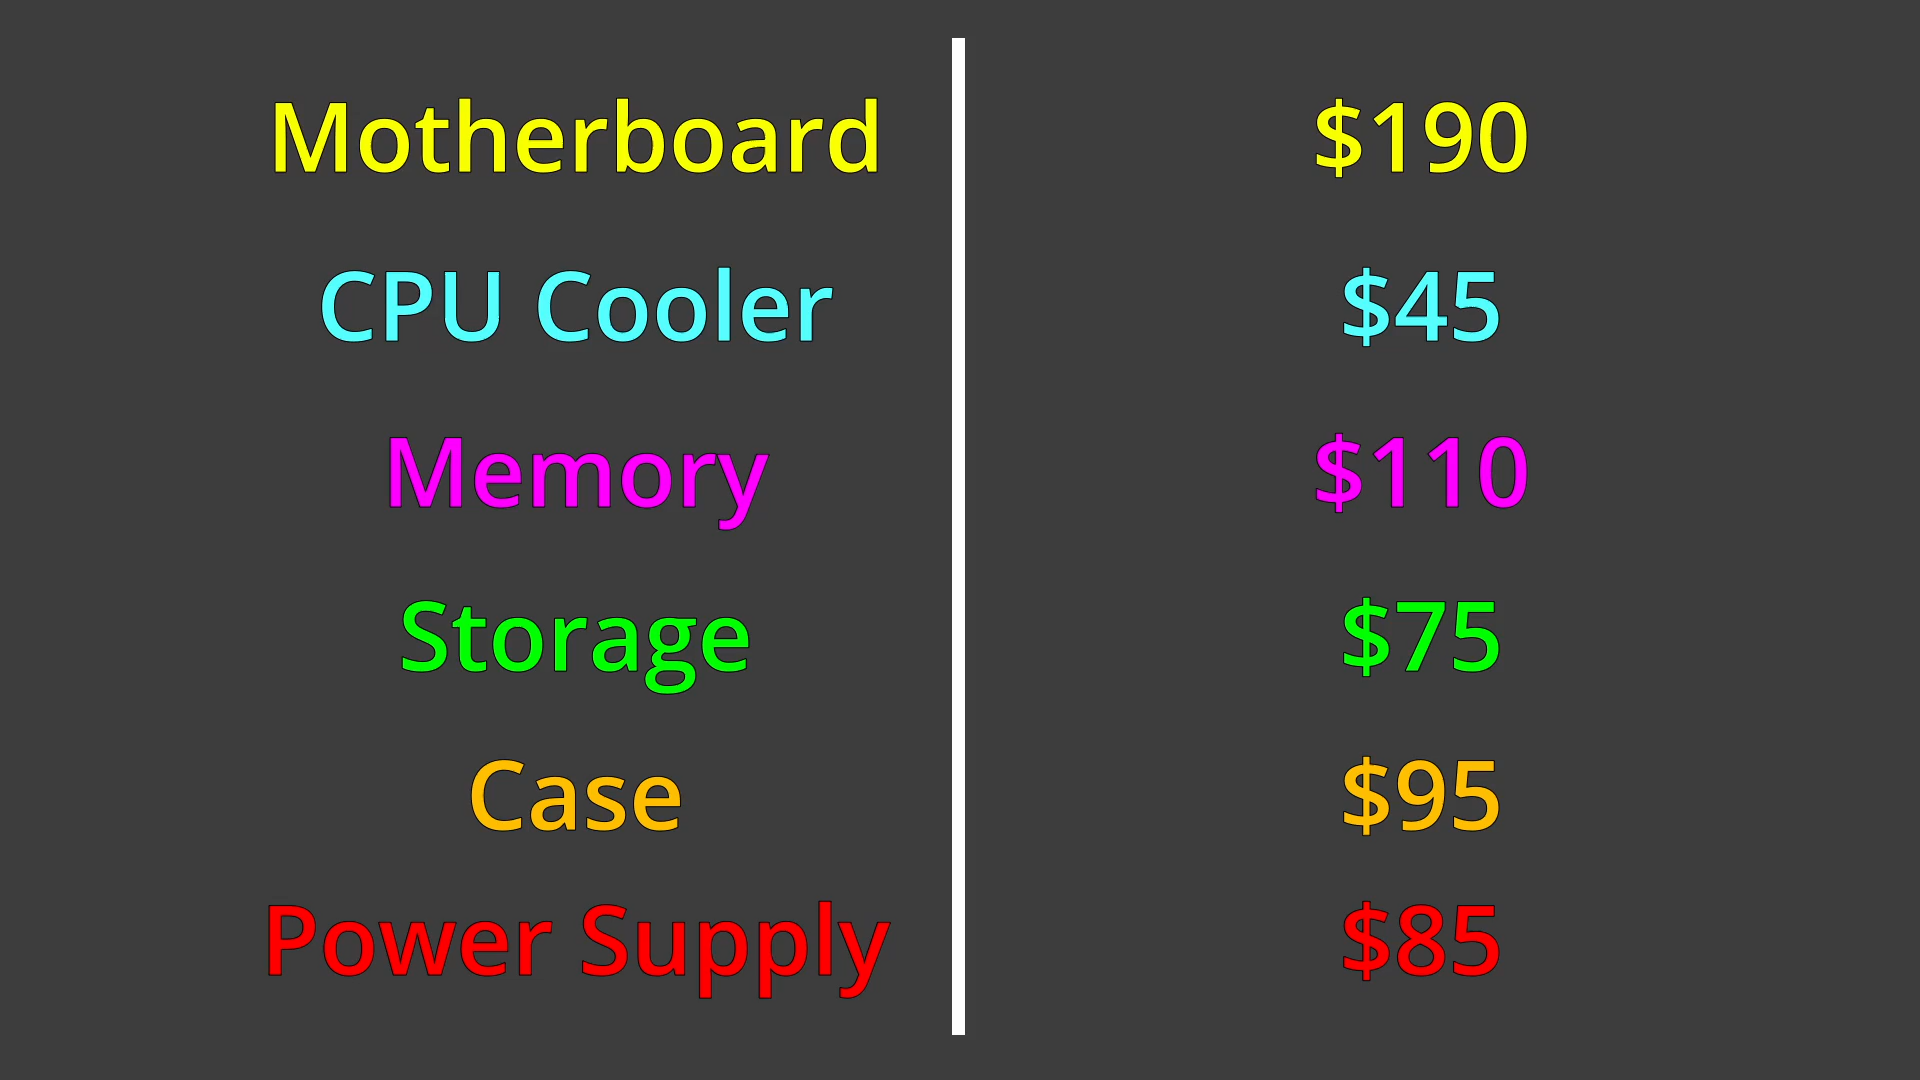 Motherboard $190
CPU Cooler $45
Memory $110
Storage $75
Case $95
Power Supply $85